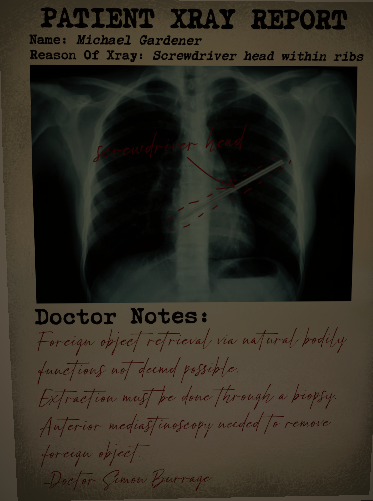 PATIENT XRAY REPORT
Name: Michael Gardener
Reason Of Xray: Screwdriver head within ribs
Screwdriver head
Doctor Notes:
Foreign object retrieval via natural bodily
functions not deemd possible.
Extraction must be done through a biopsy.
Anterior mediastinoscopy needed to remove
foreign object
-Doctor Simon Burrage